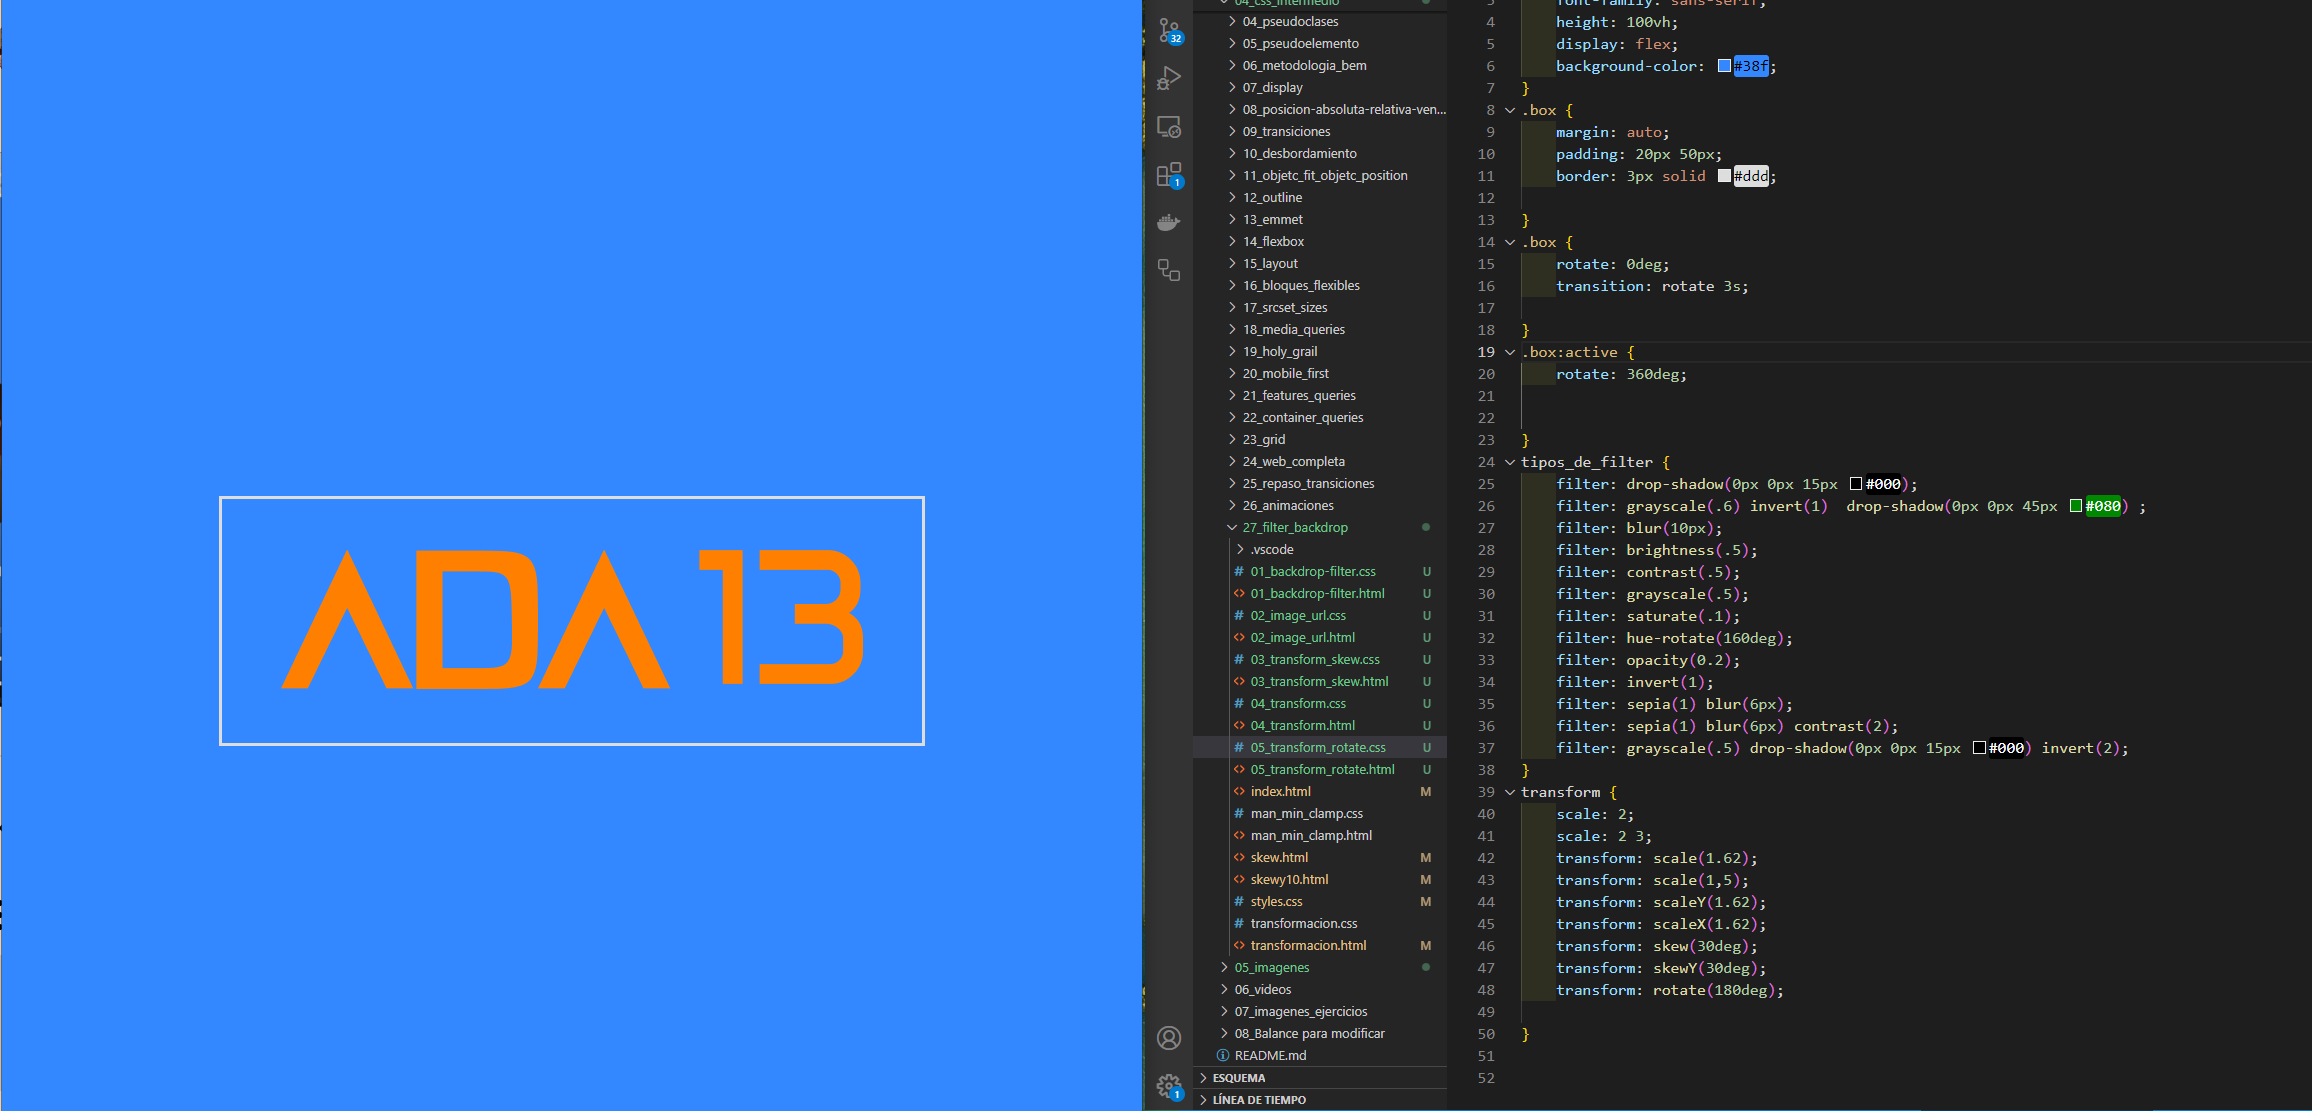 ADA 13
04_css_intermedio
04_pseudoclases
05_pseudoelemento
06_metodologia_bem
07_display
08_posicion-absoluta-relativa-ven...
09_transiciones
10_desbordamiento
11_objetc_fit_objetc_position
12_outline
13_emmet
14_flexbox
15_layout
16_bloques_flexibles
17_srcset_sizes
18_media_queries
19_holy_grail
20_mobile_first
21_features_queries
22_container_queries
23_grid
24_web_completa
25_repaso_transiciones
26_animaciones
27_filter_backdrop
.vscode
# 01_backdrop-filter.css U
<> 01_backdrop-filter.html U
# 02_image_url.css U
<> 02_image_url.html U
# 03_transform_skew.css U
<> 03_transform_skew.html U
# 04_transform.css U
<> 04_transform.html U
# 05_transform_rotate.css U
<> 05_transform_rotate.html U
<> index.html M
# man_min_clamp.css
<> man_min_clamp.html
<> skew.html M
<> skewy10.html M
# styles.css M
# transformacion.css
<> transformacion.html M
05_imagenes
06_videos
07_imagenes_ejercicios
08_Balance para modificar
README.md
ESQUEMA
LÍNEA DE TIEMPO
32
1
1
3 font-family: sans-serif;
4 height: 100vh;
5 display: flex;
6 background-color: #38f;
7 }
8 .box {
9 margin: auto;
10 padding: 20px 50px;
11 border: 3px solid #ddd;
12
13 }
14 .box {
15 rotate: 0deg;
16 transition: rotate 3s;
17
18 }
19 .box:active {
20 rotate: 360deg;
21
22
23 }
24 tipos_de_filter {
25 filter: drop-shadow(0px 0px 15px #000);
26 filter: grayscale(.6) invert(1)  drop-shadow(0px 0px 45px #080) ;
27 filter: blur(10px);
28 filter: brightness(.5);
29 filter: contrast(.5);
30 filter: grayscale(.5);
31 filter: saturate(.1);
32 filter: hue-rotate(160deg);
33 filter: opacity(0.2);
34 filter: invert(1);
35 filter: sepia(1) blur(6px);
36 filter: sepia(1) blur(6px) contrast(2);
37 filter: grayscale(.5) drop-shadow(0px 0px 15px #000) invert(2);
38 }
39 transform {
40 scale: 2;
41 scale: 2 3;
42 transform: scale(1.62);
43 transform: scale(1,5);
44 transform: scaleY(1.62);
45 transform: scaleX(1.62);
46 transform: skew(30deg);
47 transform: skewY(30deg);
48 transform: rotate(180deg);
49
50 }
51
52